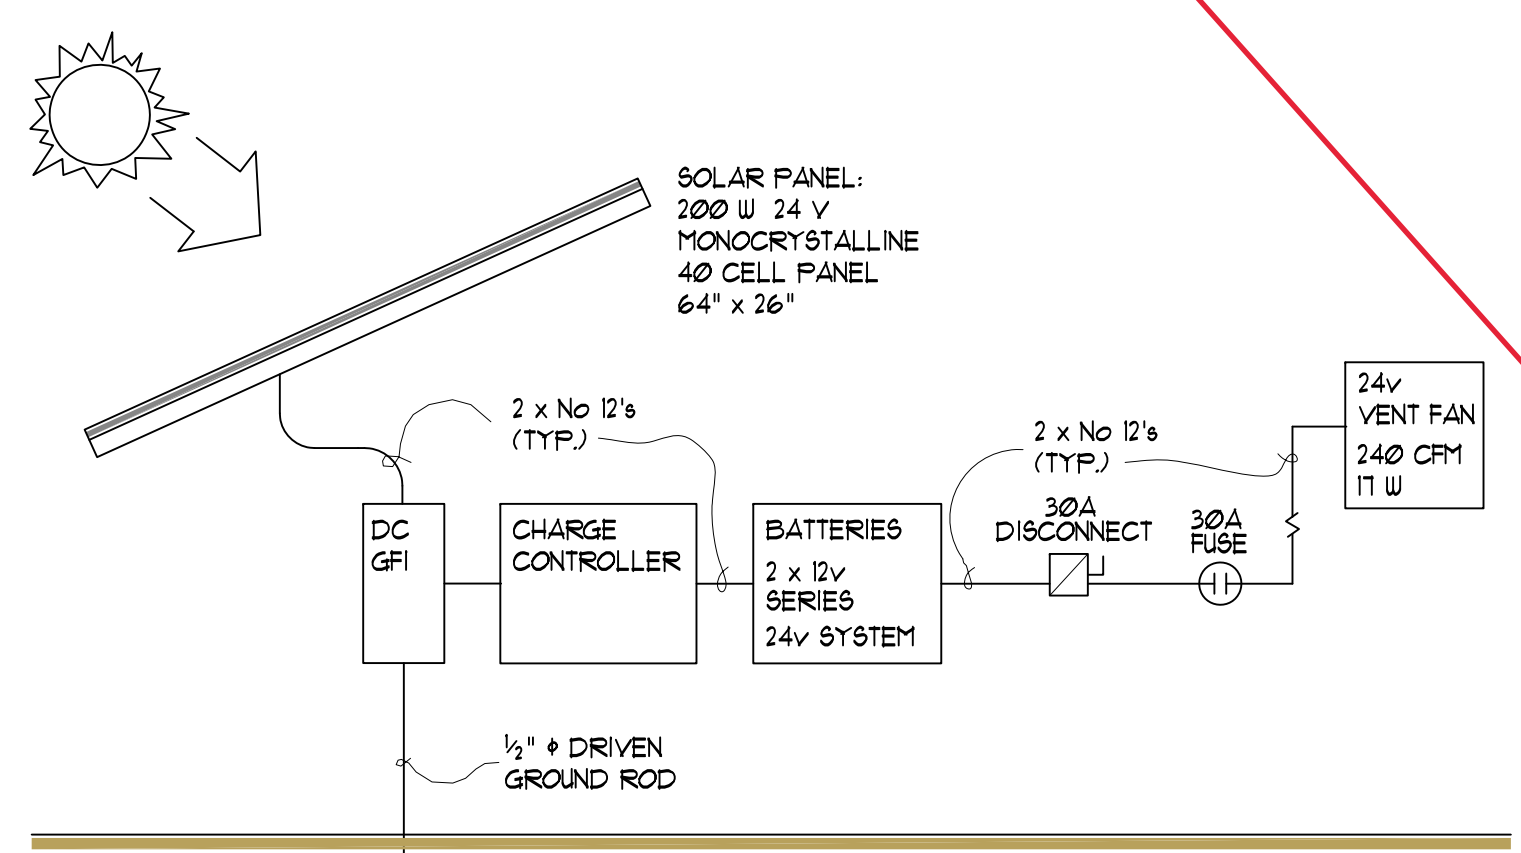 SOLAR PANEL:
200 W 24 V
MONOCRYSTALLINE
40 CELL PANEL
64" x 26"
2 x No 12's
(TYP.)
2 x No 12's
(TYP.)
24v
VENT FAN
240 CFM
17 W
30A
DISCONNECT
30A
FUSE
DC
GFI
CHARGE
CONTROLLER
BATTERIES
2 x 12v
SERIES
24v SYSTEM
½" ϕ DRIVEN
GROUND ROD